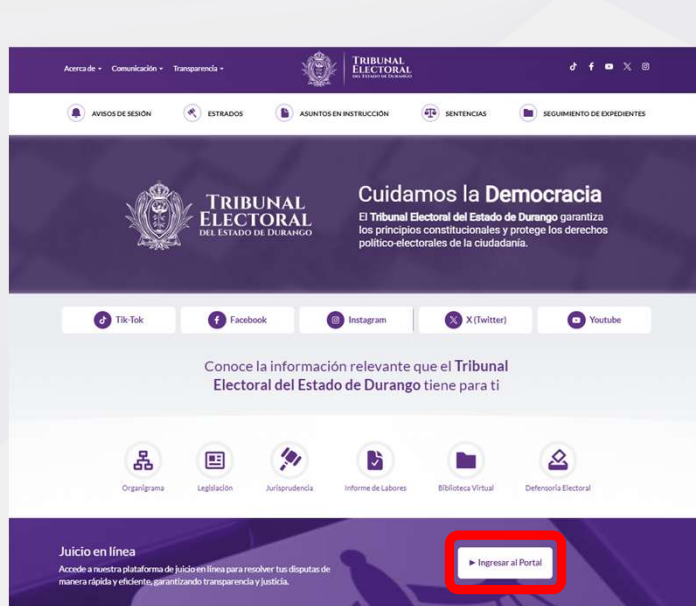 Acerca de Comunicación Transparencia
TRIBUNAL
ELECTORAL
DEL ESTADO DE DURANGO
AVISOS DE SESIÓN ESTRADOS ASUNTOS EN INSTRUCCIÓN SENTENCIAS SEGUIMIENTO DE EXPEDIENTES
TRIBUNAL
ELECTORAL
DEL ESTADO DE DURANGO
Cuidamos la Democracia
El Tribunal Electoral del Estado de Durango garantiza
los principios constitucionales y protege los derechos
político-electorales de la ciudadanía.
Tik-Tok Facebook Instagram X (Twitter) Youtube
Conoce la información relevante que el Tribunal
Electoral del Estado de Durango tiene para ti
Organigrama Legislación Jurisprudencia Informe de Labores Biblioteca Virtual Defensoría Electoral
Juicio en línea
Accede a nuestra plataforma de juicio en línea para resolver tus disputas de
manera rápida y eficiente, garantizando transparencia y justicia.
► Ingresar al Portal